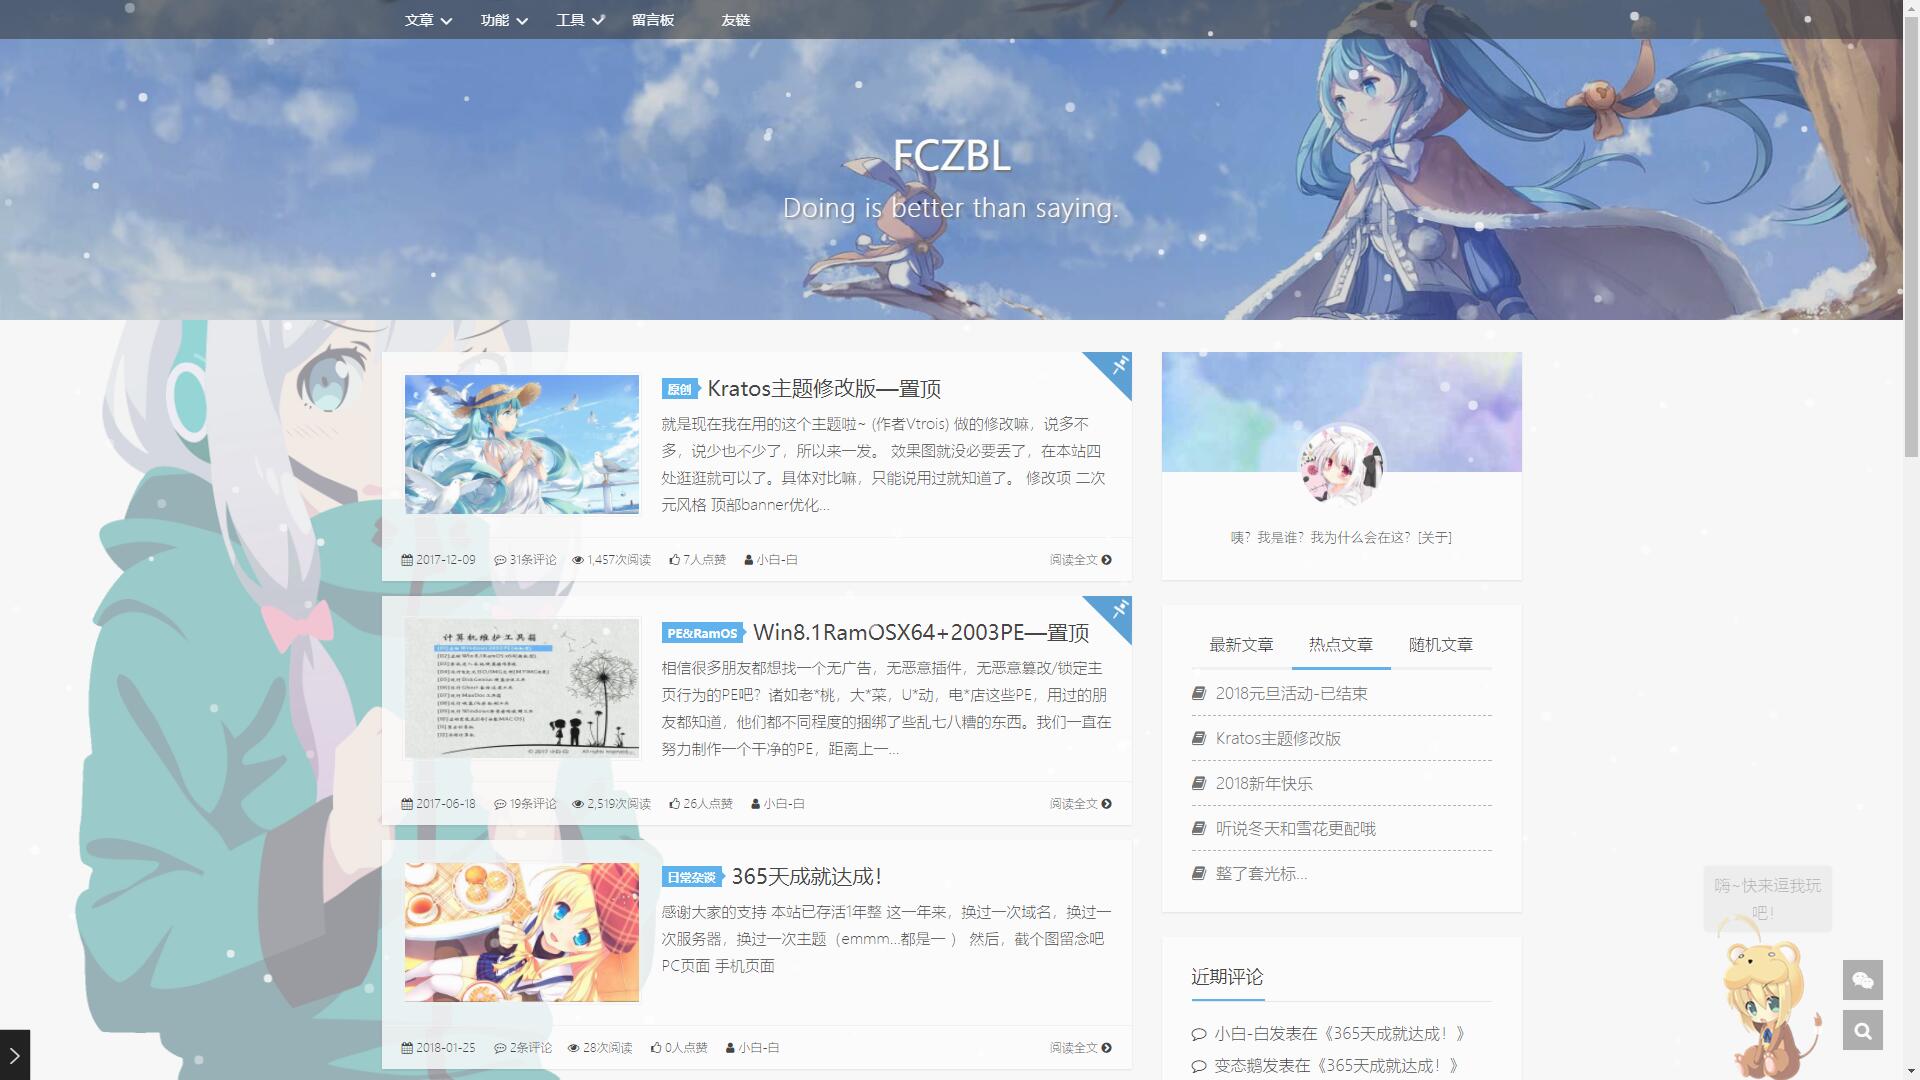 文章 功能 工具 留言板 友链
FCZBL
Doing is better than saying.
原创 Kratos主题修改版—置顶
就是现在我在用的这个主题啦~ (作者Vtrois) 做的修改嘛，说多不
多，说少也不少了，所以来一发。 效果图就没必要丢了，在本站四
处逛逛就可以了。具体对比嘛，只能说用过就知道了。 修改项 二次
元风格 顶部banner优化...
2017-12-09 31条评论 1,457次阅读 7人点赞 小白-白 阅读全文
PE&RamOS Win8.1RamOSX64+2003PE—置顶
相信很多朋友都想找一个无广告，无恶意插件，无恶意篡改/锁定主
页行为的PE吧？诸如老*桃，大*菜，U*动，电*店这些PE，用过的朋
友都知道，他们都不同程度的捆绑了些乱七八糟的东西。我们一直在
努力制作一个干净的PE，距离上一...
计算机维护工具箱
2017-06-18 19条评论 2,519次阅读 26人点赞 小白-白 阅读全文
日常杂谈 365天成就达成！
感谢大家的支持 本站已存活1年整 这一年来，换过一次域名，换过一
次服务器，换过一次主题（emmm...都是一 ） 然后，截个图留念吧
PC页面 手机页面
2018-01-25 2条评论 28次阅读 0人点赞 小白-白 阅读全文
咦？我是谁？我为什么会在这？[关于]
最新文章 热点文章 随机文章
2018元旦活动-已结束
Kratos主题修改版
2018新年快乐
听说冬天和雪花更配哦
整了套光标...
近期评论
小白-白发表在《365天成就达成！》
变态鹅发表在《365天成就达成！》
嗨~快来逗我玩
吧！